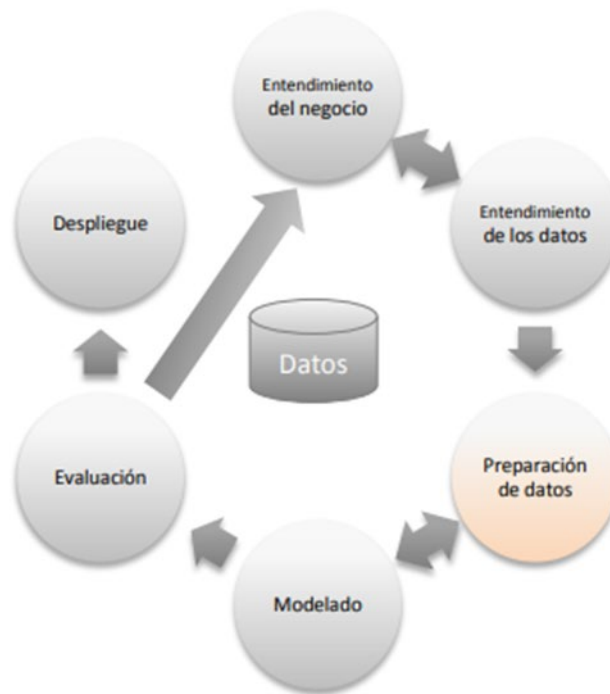 Entendimiento
del negocio
Entendimiento
de los datos
Preparación
de datos
Modelado
Evaluación
Despliegue
Datos